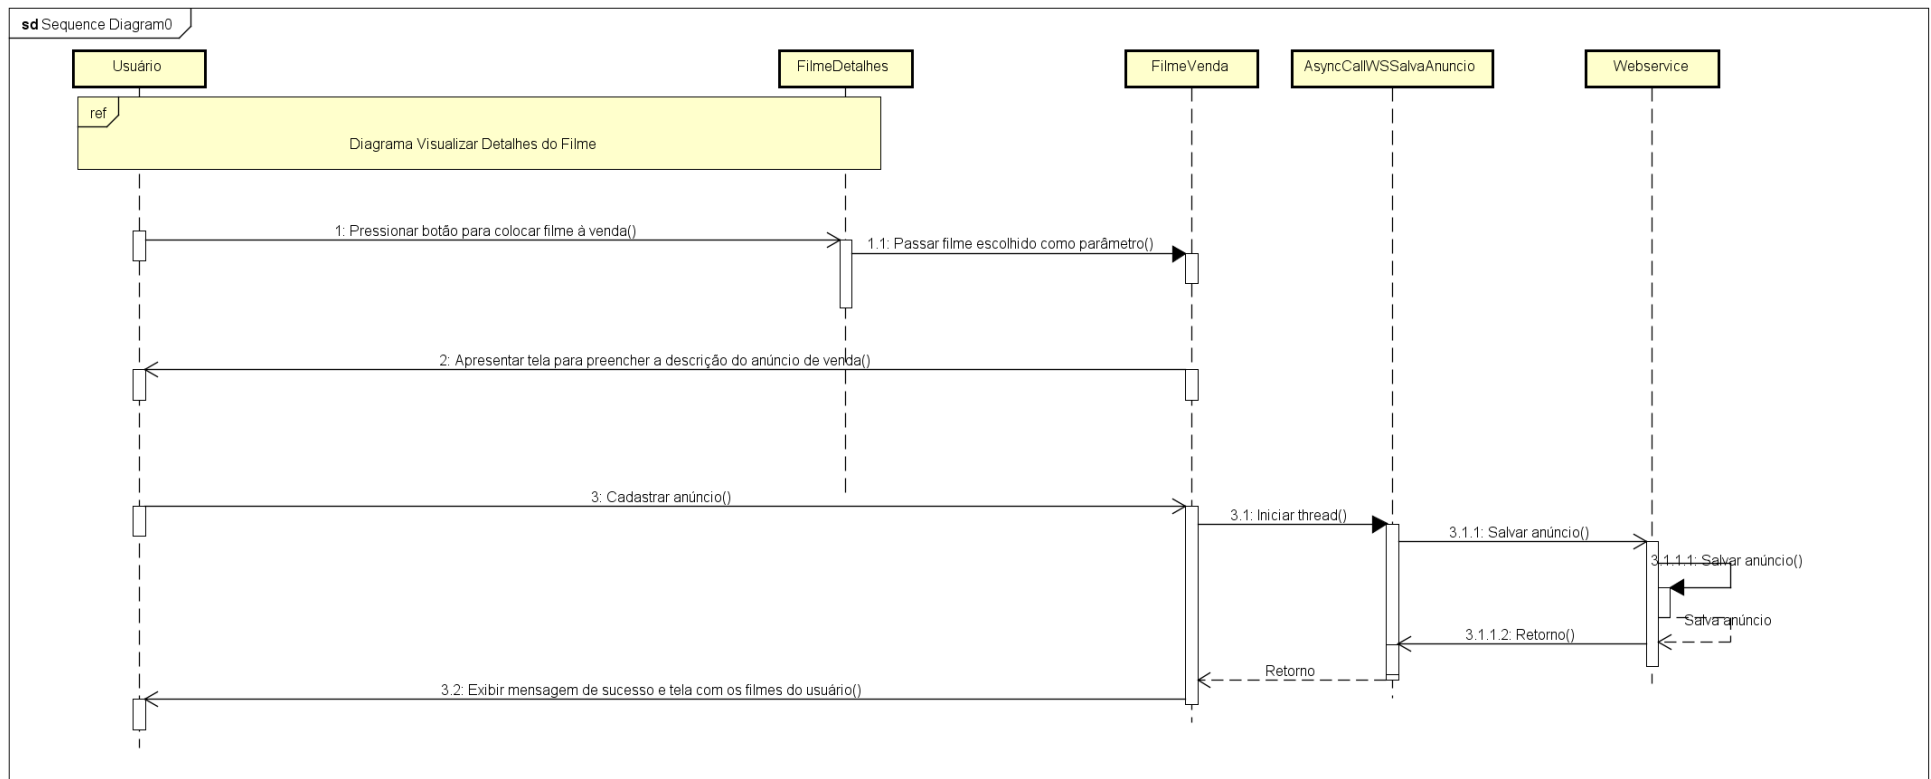 sd Sequence Diagram0
Usuário
FilmeDetalhes
FilmeVenda
AsyncCallWSSalvaAnuncio
Webservice
ref
Diagrama Visualizar Detalhes do Filme
1: Pressionar botão para colocar filme à venda()
1.1: Passar filme escolhido como parâmetro()
2: Apresentar tela para preencher a descrição do anúncio de venda()
3: Cadastrar anúncio()
3.1: Iniciar thread()
3.1.1: Salvar anúncio()
3.1.1.1: Salvar anúncio()
Salva anúncio
3.1.1.2: Retorno()
Retorno
3.2: Exibir mensagem de sucesso e tela com os filmes do usuário()